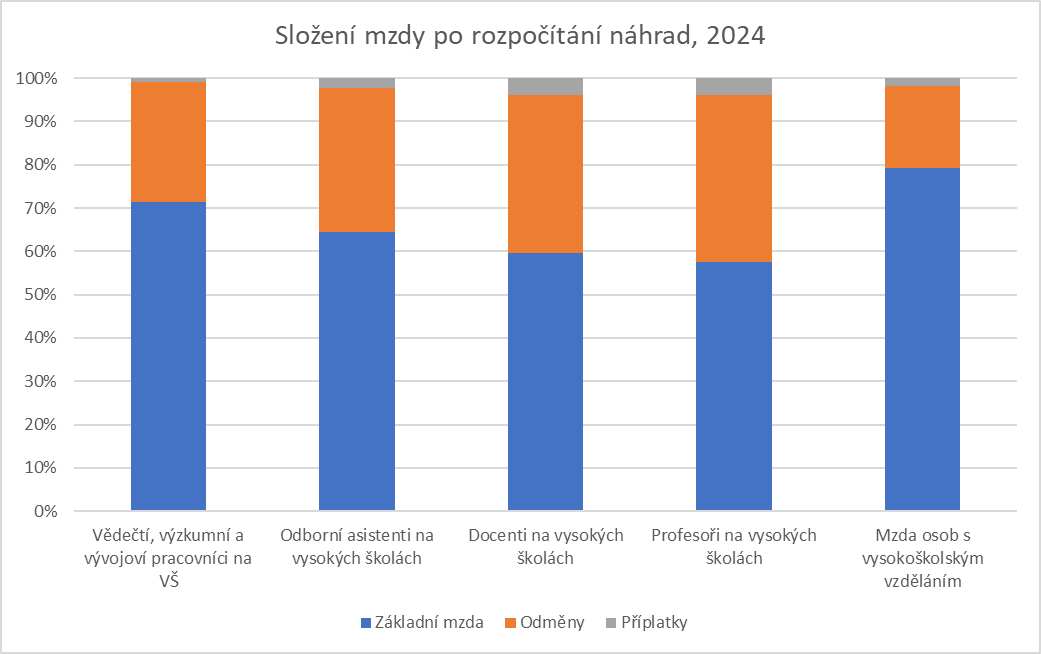 Složení mzdy po rozpočítání náhrad, 2024
100%
90%
80%
70%
60%
50%
40%
30%
20%
10%
0%
Vědečtí, výzkumní a
vývojoví pracovníci na
VŠ
Odborní asistenti na
vysokých školách
Docenti na vysokých
školách
Profesoři na vysokých
školách
Mzda osob s
vysokoškolským
vzděláním
Základní mzda
Odměny
Příplatky